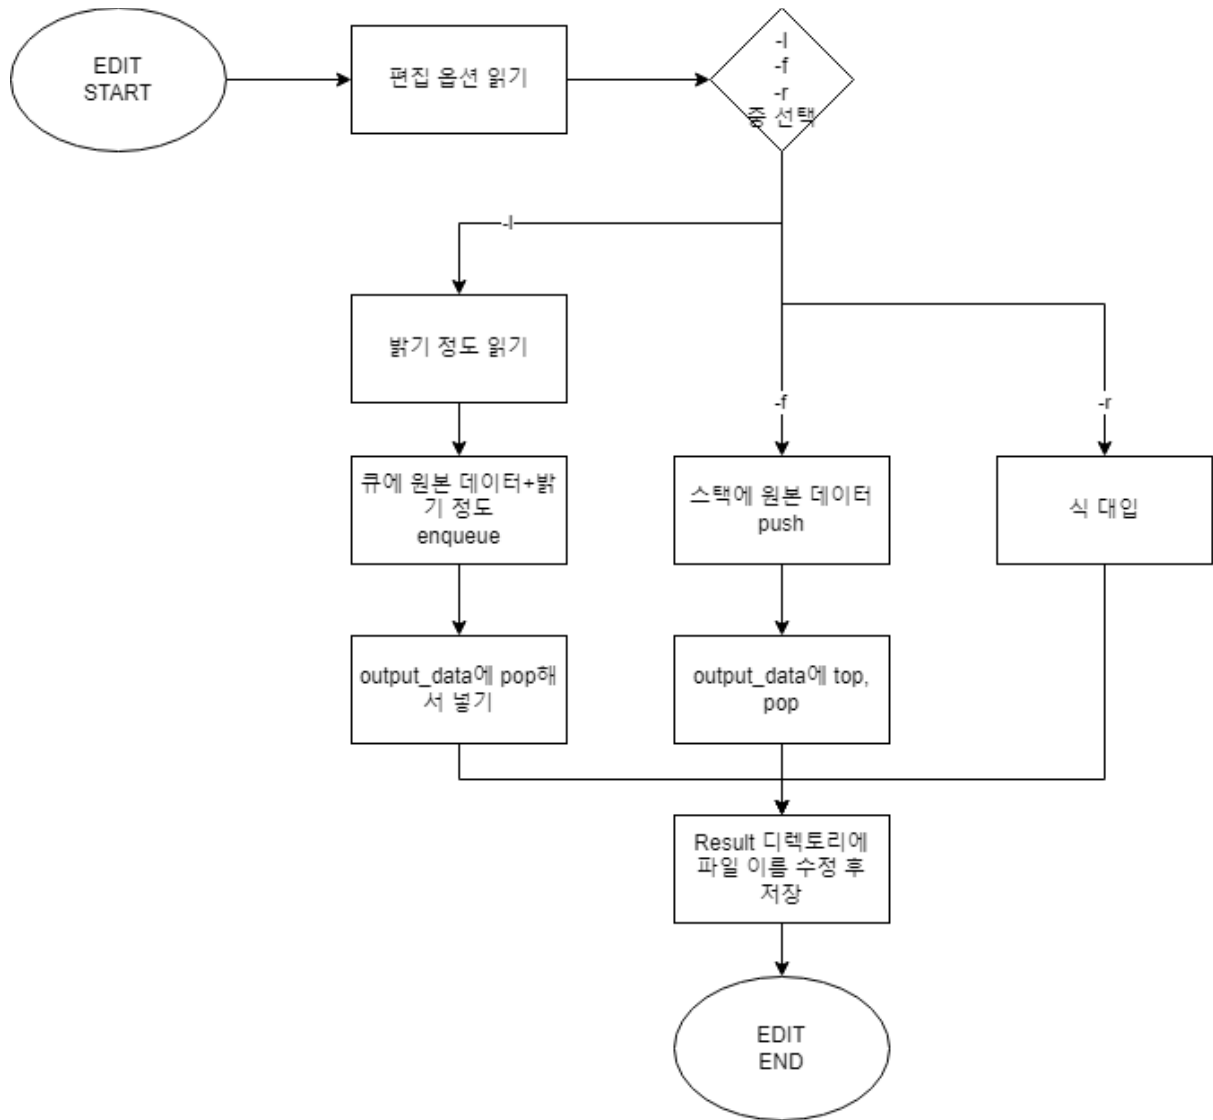 EDIT
START
편집 옵션 읽기
-l
-f
-r
중 선택
-l
밝기 정도 읽기
-f
-r
큐에 원본 데이터+밝
기 정도
enqueue
스택에 원본 데이터
push
식 대입
output_data에 pop해
서 넣기
output_data에 top,
pop
Result 디렉토리에
파일 이름 수정 후
저장
EDIT
END